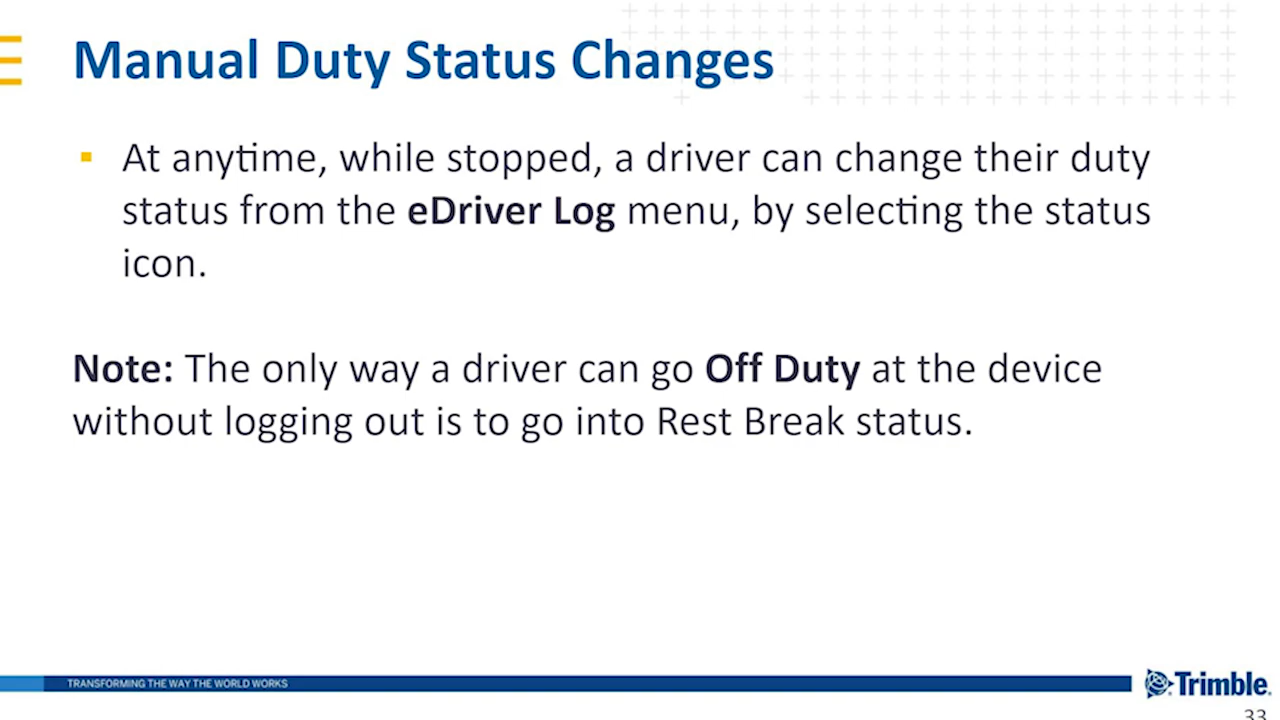 Manual Duty Status Changes
▪ At anytime, while stopped, a driver can change their duty
status from the eDriver Log menu, by selecting the status
icon.
Note: The only way a driver can go Off Duty at the device
without logging out is to go into Rest Break status.
TRANSFORMING THE WAY THE WORLD WORKS
Trimble.
33